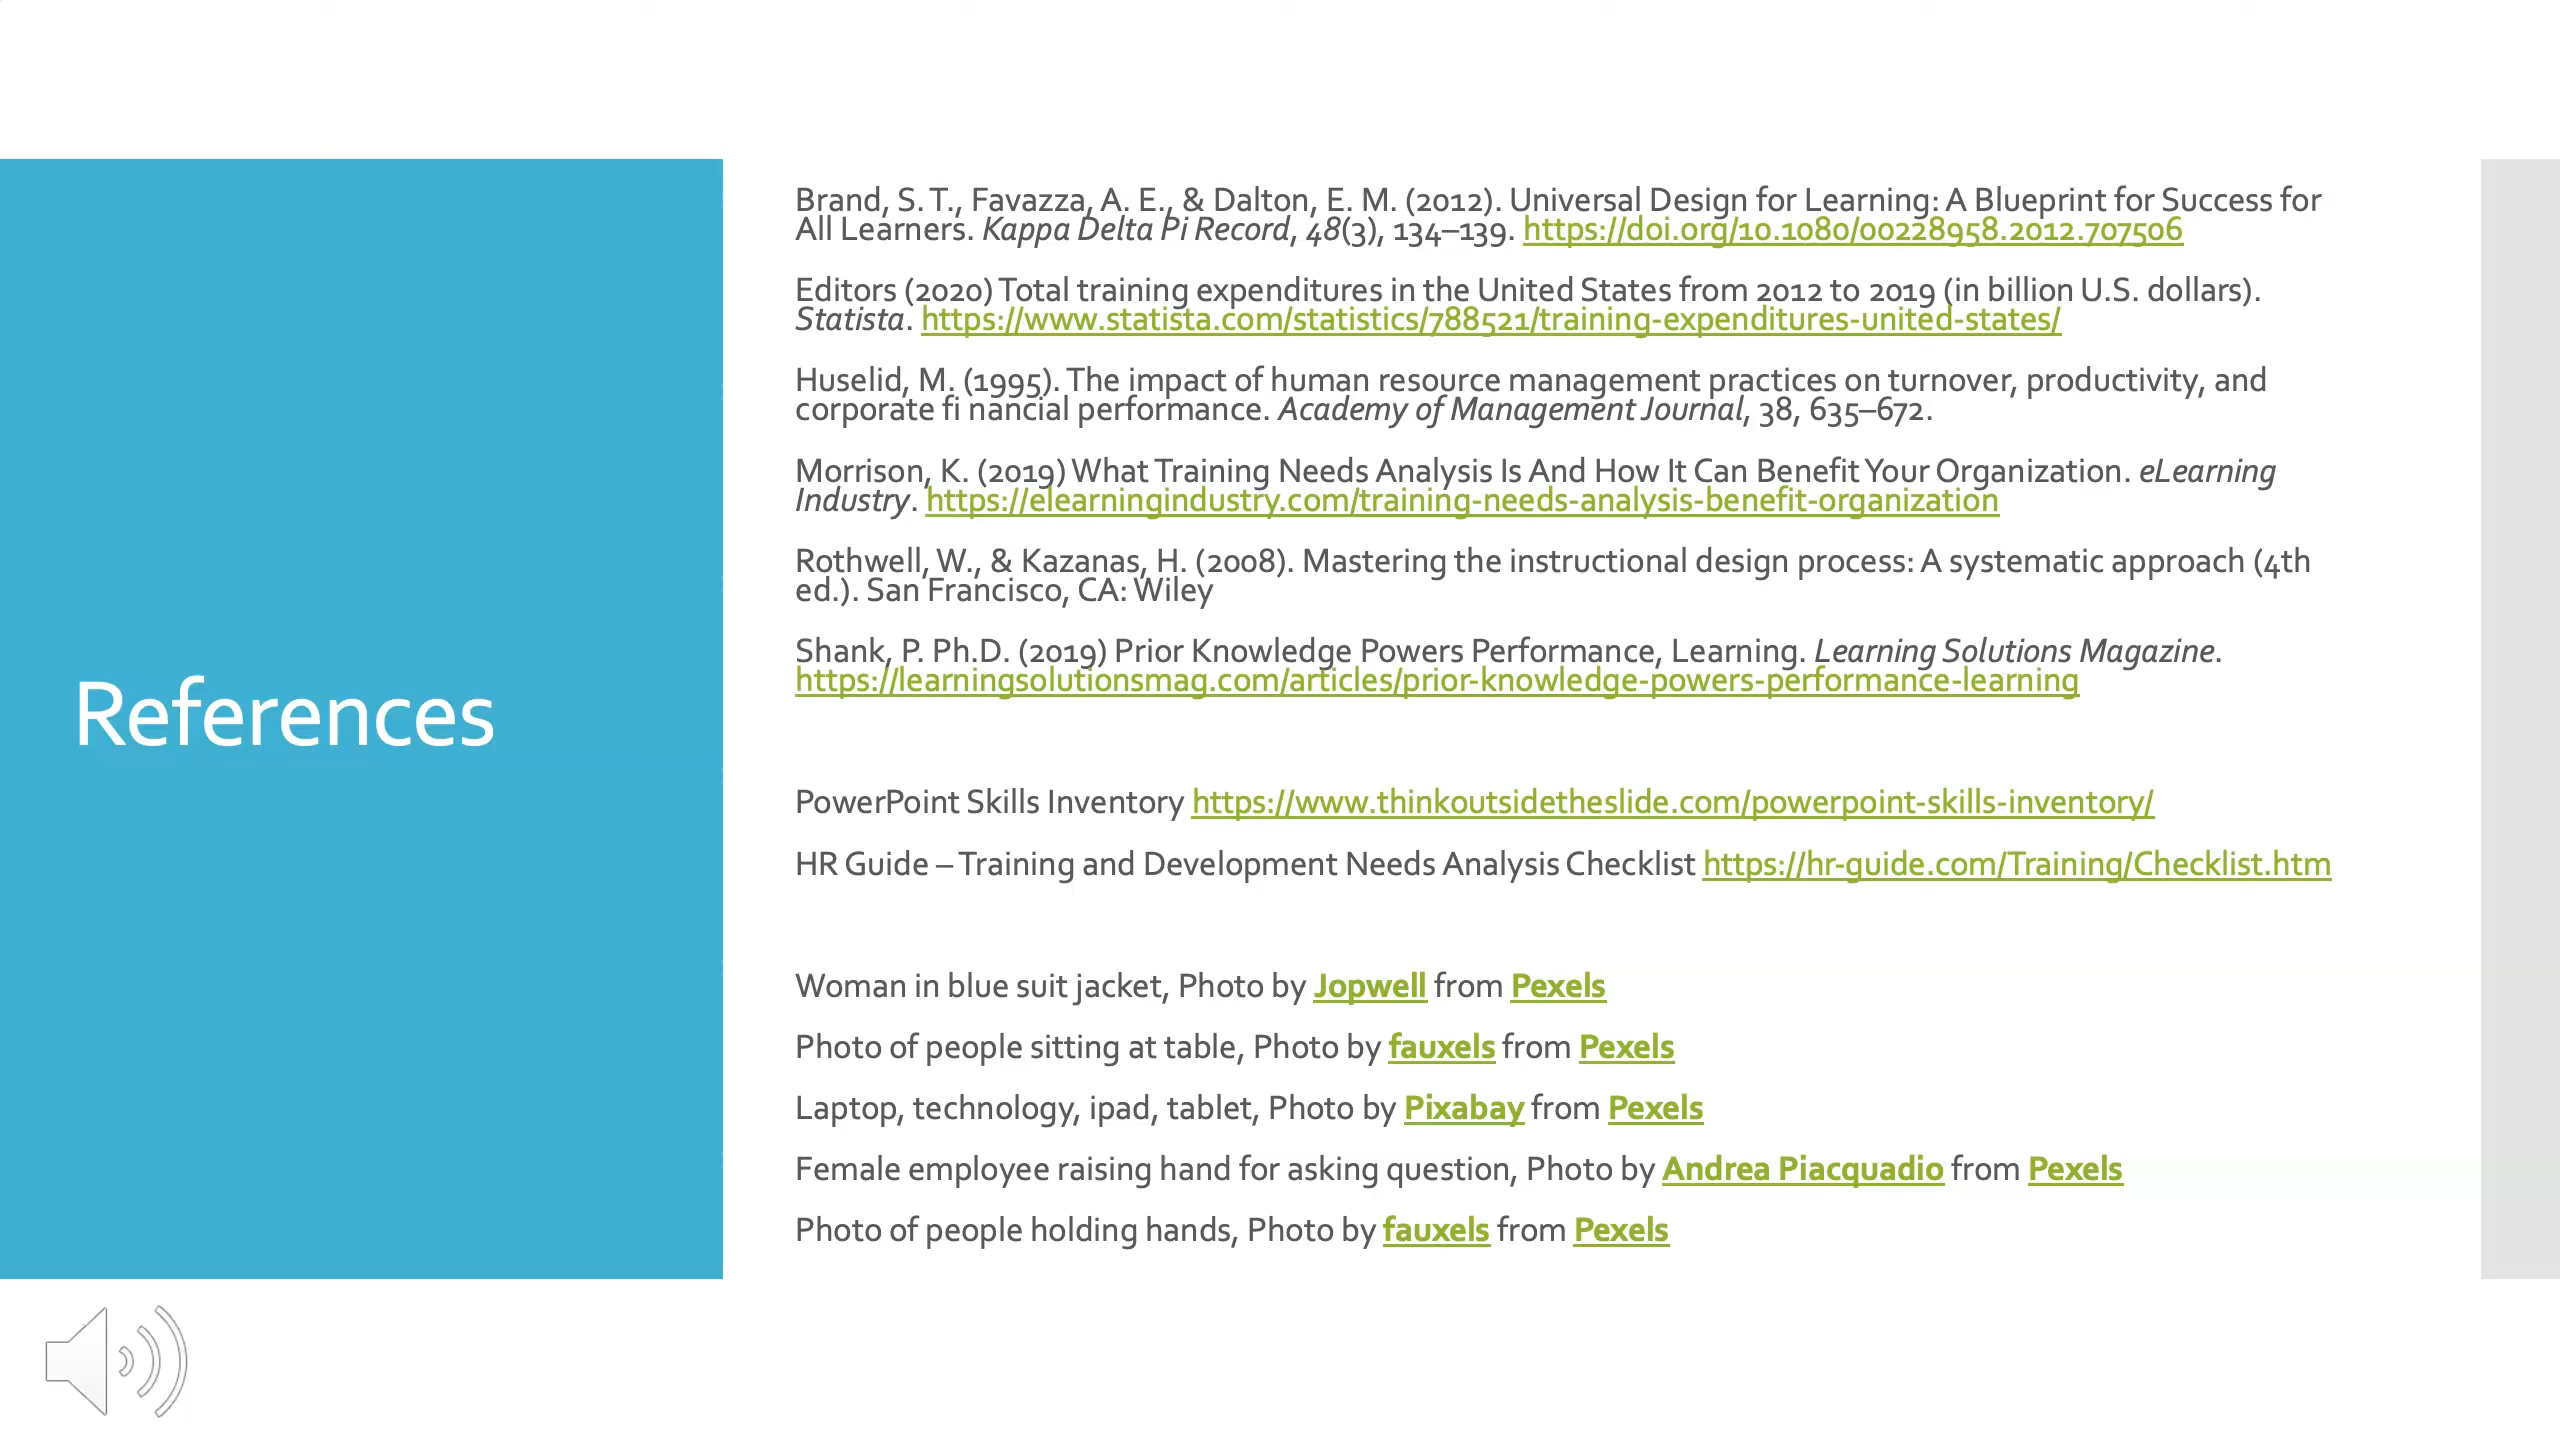 References
Brand, S. T., Favazza, A. E., & Dalton, E. M. (2012). Universal Design for Learning: A Blueprint for Success for
All Learners. Kappa Delta Pi Record, 48(3), 134–139. https://doi.org/10.1080/00228958.2012.707506
Editors (2020) Total training expenditures in the United States from 2012 to 2019 (in billion U.S. dollars).
Statista. https://www.statista.com/statistics/788521/training-expenditures-united-states/
Huselid, M. (1995). The impact of human resource management practices on turnover, productivity, and
corporate fi nancial performance. Academy of Management Journal, 38, 635–672.
Morrison, K. (2019) What Training Needs Analysis Is And How It Can Benefit Your Organization. eLearning
Industry. https://elearningindustry.com/training-needs-analysis-benefit-organization
Rothwell, W., & Kazanas, H. (2008). Mastering the instructional design process: A systematic approach (4th
ed.). San Francisco, CA: Wiley
Shank, P. Ph.D. (2019) Prior Knowledge Powers Performance, Learning. Learning Solutions Magazine.
https://learningsolutionsmag.com/articles/prior-knowledge-powers-performance-learning
PowerPoint Skills Inventory https://www.thinkoutsidetheslide.com/powerpoint-skills-inventory/
HR Guide – Training and Development Needs Analysis Checklist https://hr-guide.com/Training/Checklist.htm
Woman in blue suit jacket, Photo by Jopwell from Pexels
Photo of people sitting at table, Photo by fauxels from Pexels
Laptop, technology, ipad, tablet, Photo by Pixabay from Pexels
Female employee raising hand for asking question, Photo by Andrea Piacquadio from Pexels
Photo of people holding hands, Photo by fauxels from Pexels